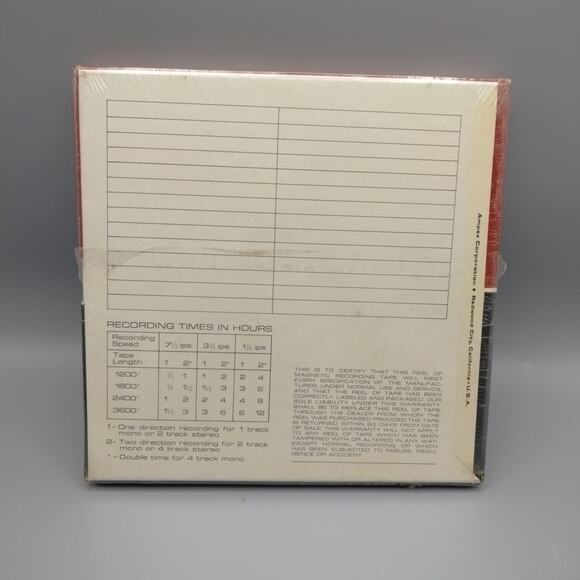 RECORDING TIMES IN HOURS
Recording Speed 7½ ips 3¾ ips 1⅞ ips
Tape Length 1 2* 1 2* 1 2*
1200' ½ 1 1 2 2 4
1800' ¾ 1½ 1½ 3 3 6
2400' 1 2 2 4 4 8
3600' 1½ 3 3 6 6 12
1 - One direction recording for 1 track
mono or 2 track stereo
2 - Two direction recording for 2 track
mono or 4 track stereo
* - Double time for 4 track mono
THIS IS TO CERTIFY THAT THIS REEL OF
MAGNETIC RECORDING TAPE WILL MEET
EVERY SPECIFICATION OF THE MANUFAC-
TURER, UNDER NORMAL USE AND SERVICE,
AND THAT THE REEL OF TAPE HAS BEEN
CORRECTLY LABELED AND PACKAGED. OUR
SOLE LIABILITY UNDER THIS WARRANTY
SHALL BE TO REPLACE THIS REEL OF TAPE
THROUGH THE DEALER FROM WHOM THE
REEL WAS PURCHASED PROVIDED THE TAPE
IS RETURNED WITHIN 90 DAYS FROM DATE
OF SALE. THIS WARRANTY WILL NOT APPLY
TO ANY REEL OF TAPE WHICH HAS BEEN
TAMPERED WITH OR ALTERED IN ANY WAY,
EXCEPT NORMAL RECORDING, OR WHICH
HAS BEEN SUBJECTED TO MISUSE, NEGLI-
GENCE OR ACCIDENT.
Ampex Corporation • Redwood City, California • U.S.A.